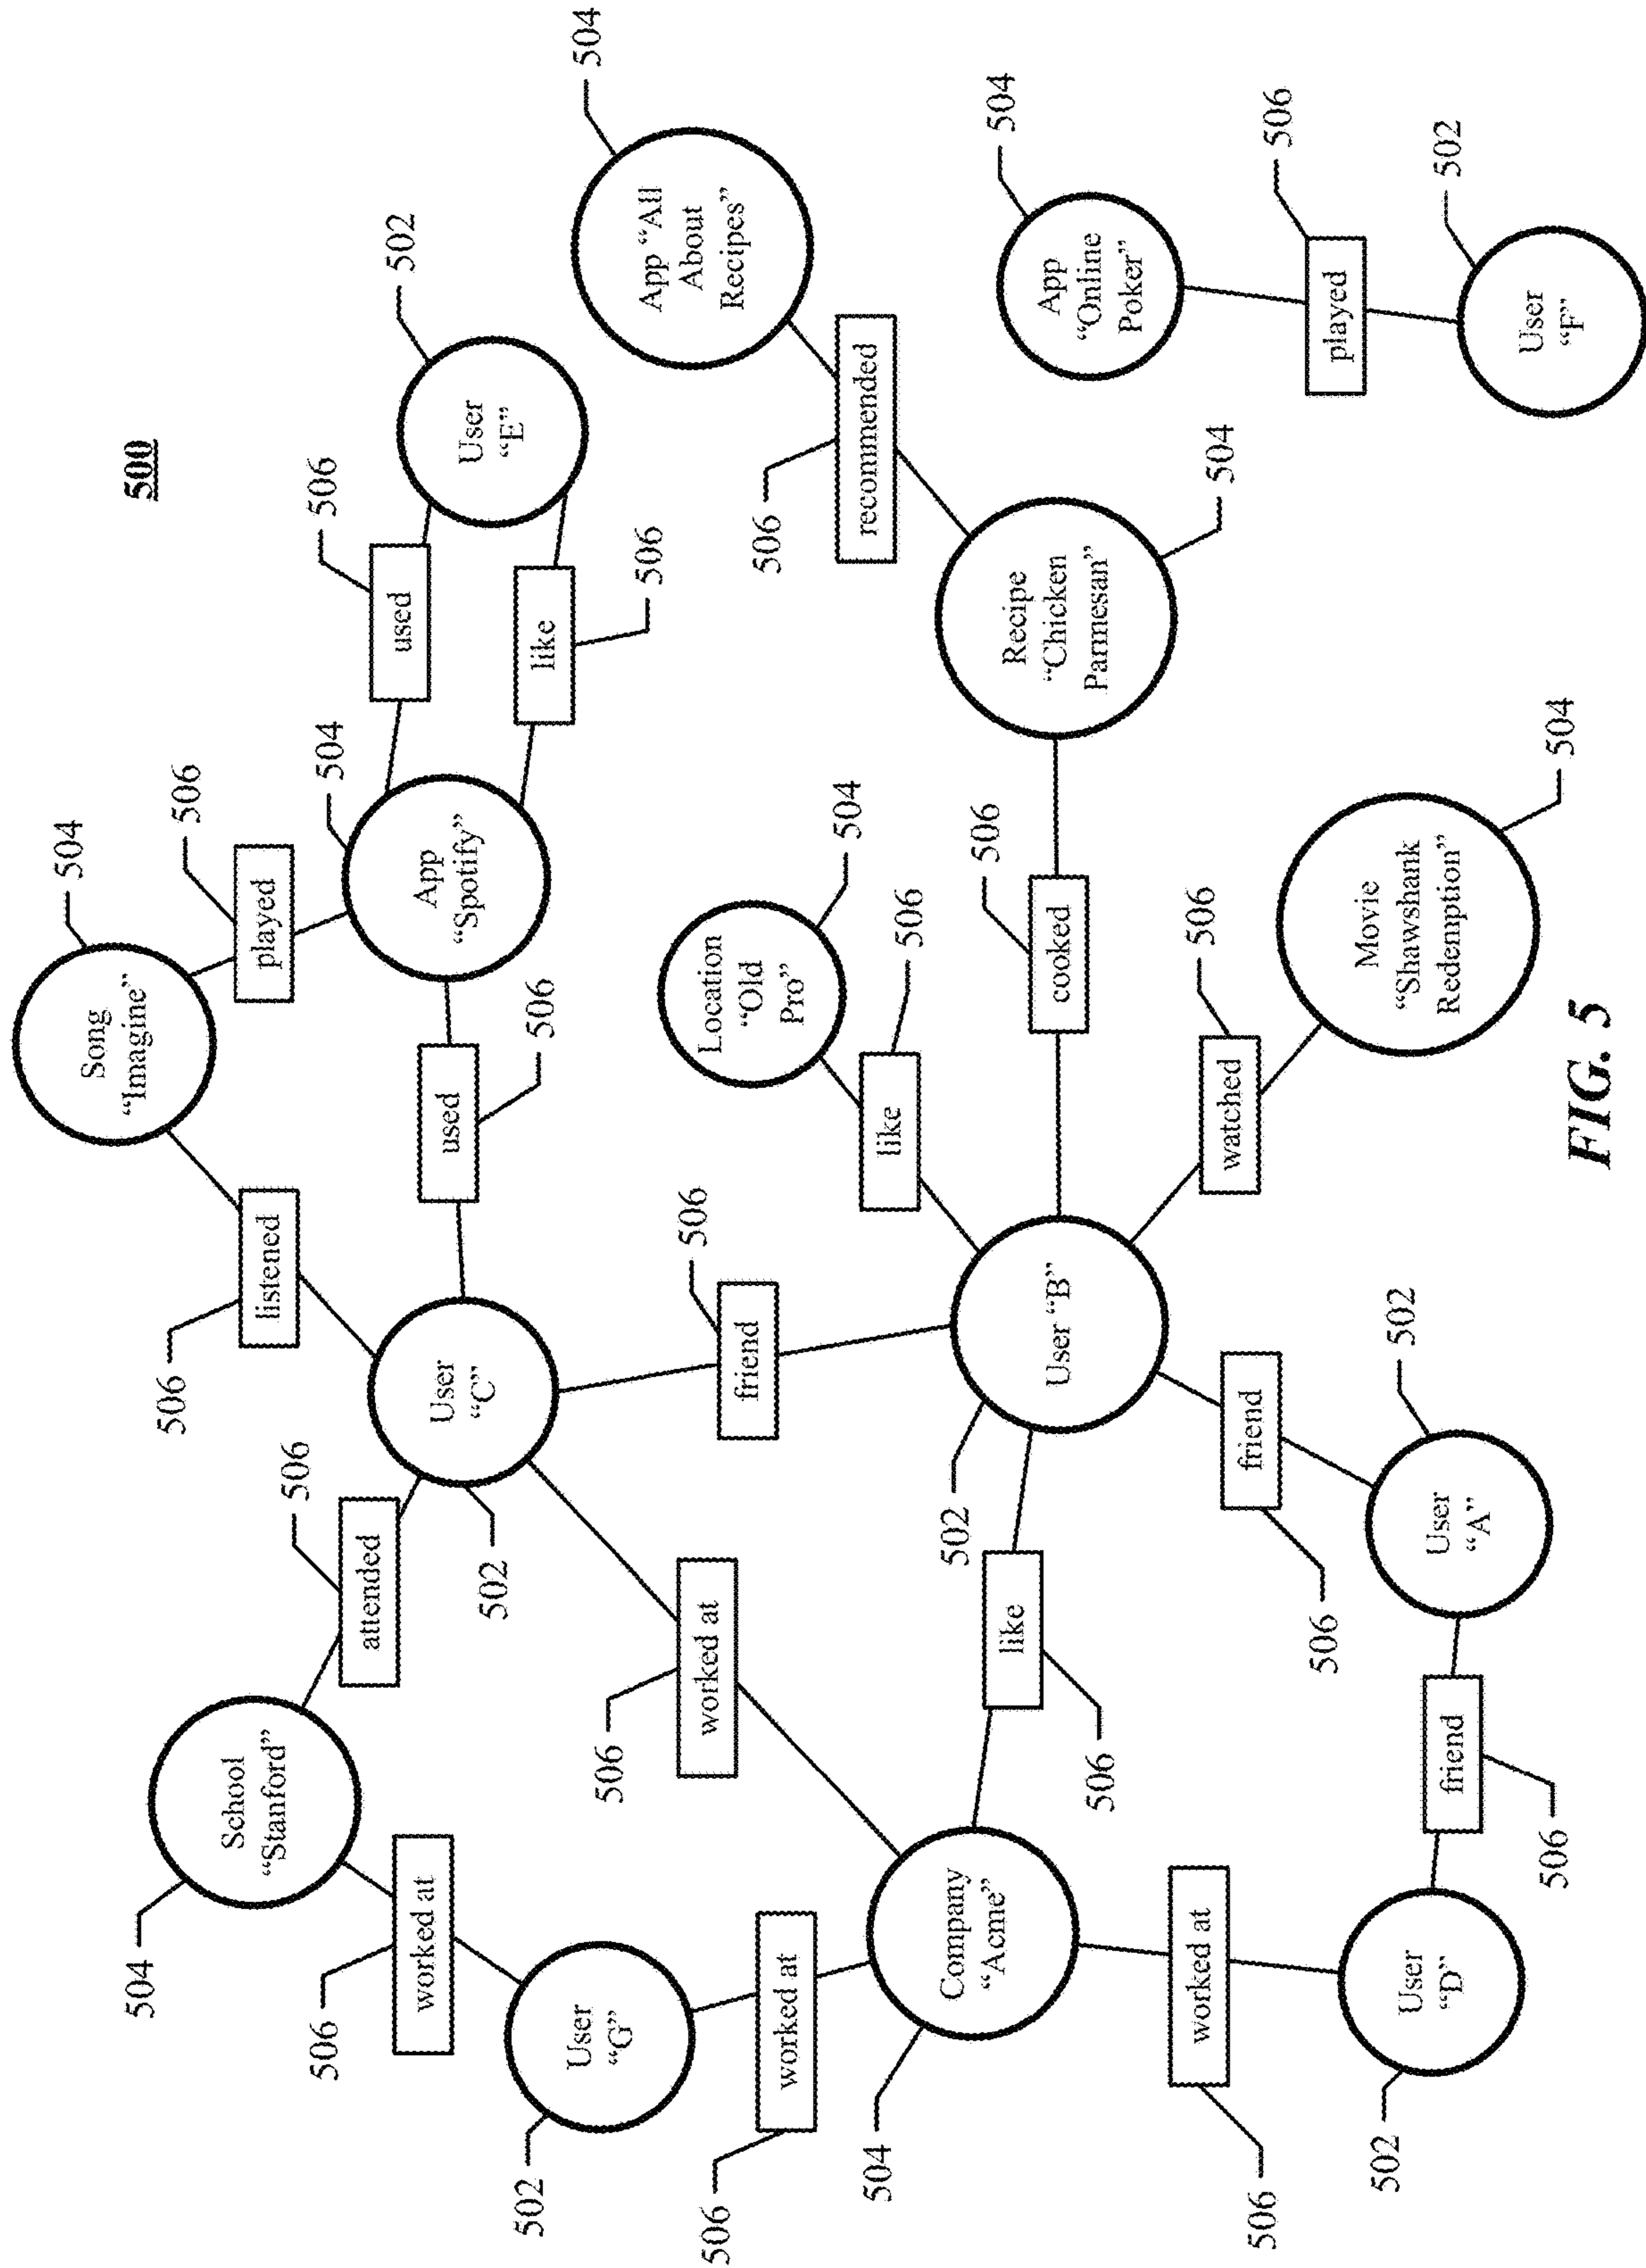 500
504
Song
“Imagine”
504
School
“Stanford”
506
listened
506
played
506
attended
506
worked at
506
used
506
User
“E”
502
App
“Spotify”
504
used
506
User
“C”
502
like
506
User
“G”
502
App “All
About
Recipes”
504
worked at
506
worked at
506
friend
506
Location
“Old
Pro”
504
recommended
506
like
506
Company
“Acme”
504
like
506
User “B”
502
cooked
506
Recipe
“Chicken
Parmesan”
504
App
“Online
Poker”
504
worked at
506
friend
506
watched
506
played
506
User
“D”
502
friend
506
User
“A”
502
Movie
“Shawshank
Redemption”
504
User
“F”
502
FIG. 5